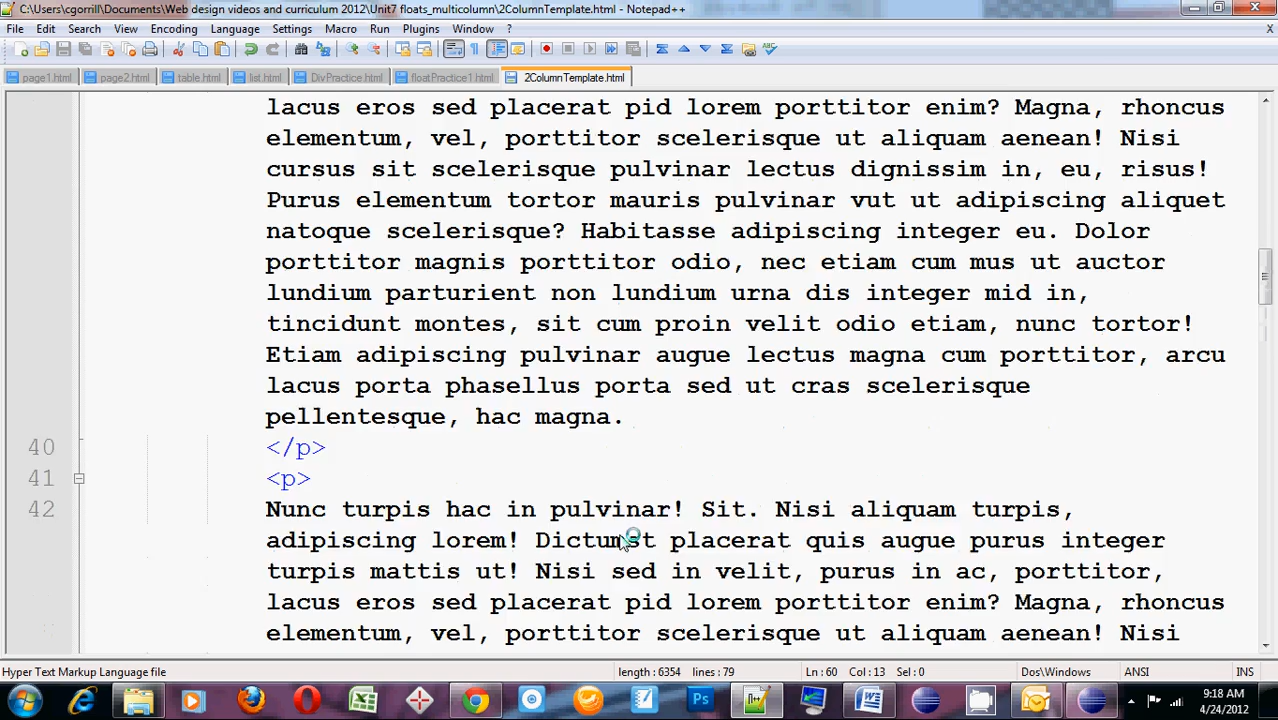 C:\Users\cgorrill\Documents\Web design videos and curriculum 2012\Unit7 floats_multicolumn\2ColumnTemplate.html - Notepad++
File Edit Search View Encoding Language Settings Macro Run Plugins Window ? X
page1.html page2.html table.html list.html DivPractice.html floatPractice1.html 2ColumnTemplate.html
lacus eros sed placerat pid lorem porttitor enim? Magna, rhoncus
elementum, vel, porttitor scelerisque ut aliquam aenean! Nisi
cursus sit scelerisque pulvinar lectus dignissim in, eu, risus!
Purus elementum tortor mauris pulvinar vut ut adipiscing aliquet
natoque scelerisque? Habitasse adipiscing integer eu. Dolor
porttitor magnis porttitor odio, nec etiam cum mus ut auctor
lundium parturient non lundium urna dis integer mid in,
tincidunt montes, sit cum proin velit odio etiam, nunc tortor!
Etiam adipiscing pulvinar augue lectus magna cum porttitor, arcu
lacus porta phasellus porta sed ut cras scelerisque
pellentesque, hac magna.
40 </p>
41 <p>
42 Nunc turpis hac in pulvinar! Sit. Nisi aliquam turpis,
adipiscing lorem! Dictumst placerat quis augue purus integer
turpis mattis ut! Nisi sed in velit, purus in ac, porttitor,
lacus eros sed placerat pid lorem porttitor enim? Magna, rhoncus
elementum, vel, porttitor scelerisque ut aliquam aenean! Nisi
Hyper Text Markup Language file length : 6354 lines : 79 Ln : 60 Col : 13 Sel : 0 Dos\Windows ANSI INS
Ps W
9:18 AM
4/24/2012